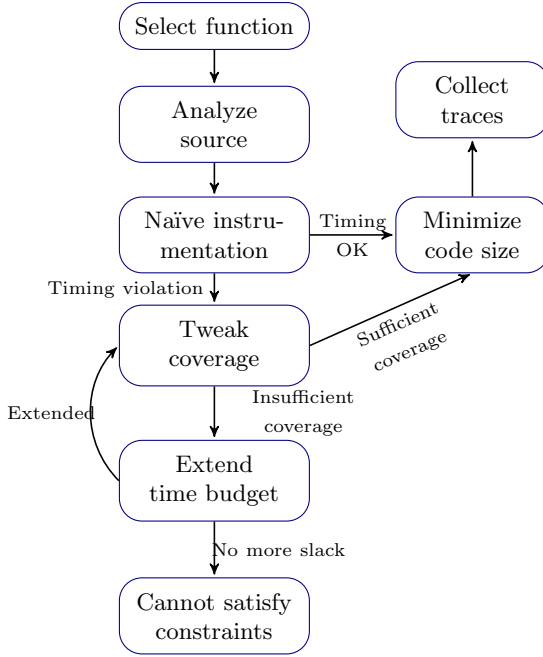 Select function
Analyze
source
Collect
traces
Naïve instru-
mentation
Timing
OK
Minimize
code size
Timing violation
Tweak
coverage
Sufficient
coverage
Extended
Insufficient
coverage
Extend
time budget
No more slack
Cannot satisfy
constraints